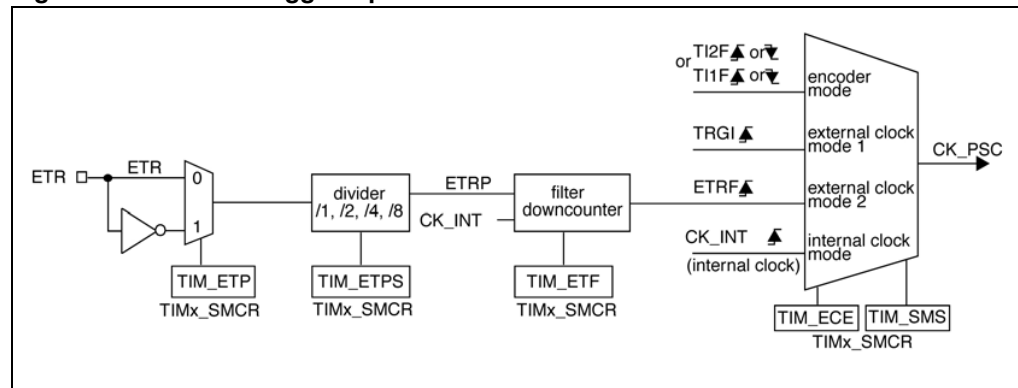 ETR
ETR
0
1
TIM_ETP
TIMx_SMCR
divider
/1, /2, /4, /8
TIM_ETPS
TIMx_SMCR
ETRP
CK_INT
filter
downcounter
TIM_ETF
TIMx_SMCR
or TI2F or
TI1F or
encoder
mode
TRGI
external clock
mode 1
ETRF
external clock
mode 2
CK_INT
(internal clock)
internal clock
mode
CK_PSC
TIM_ECE
TIM_SMS
TIMx_SMCR